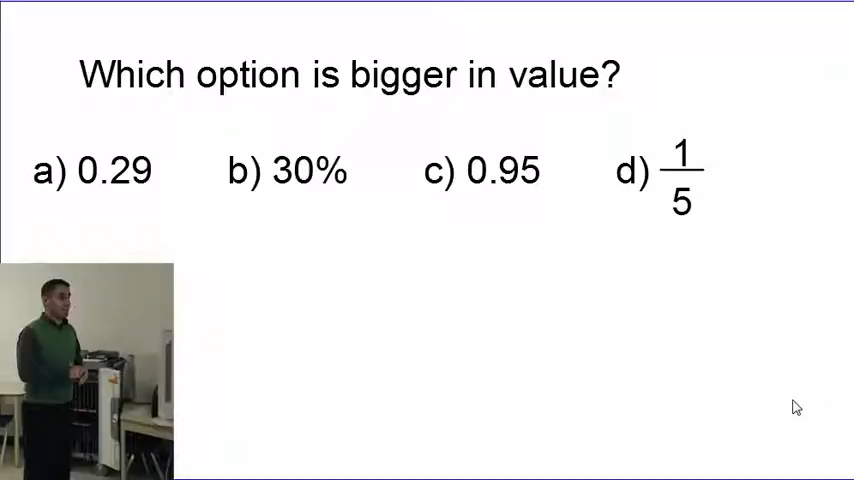 Which option is bigger in value?
a) 0.29 b) 30% c) 0.95 d) 1/5